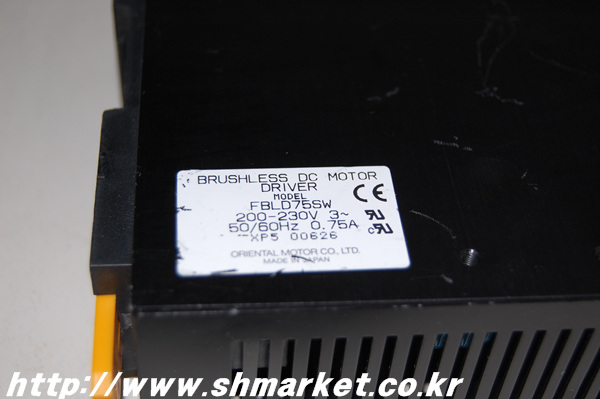 BRUSHLESS DC MOTOR
DRIVER
MODEL
FBLD75SW
200-230V 3~
50/60Hz 0.75A
XP5 00626
ORIENTAL MOTOR CO., LTD.
MADE IN JAPAN
http://www.shmarket.co.kr